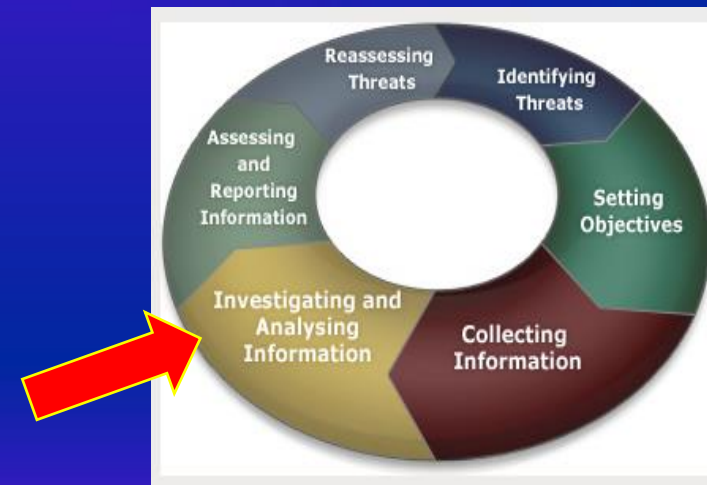 Reassessing
Threats
Identifying
Threats
Setting
Objectives
Collecting
Information
Investigating and
Analysing
Information
Assessing
and
Reporting
Information